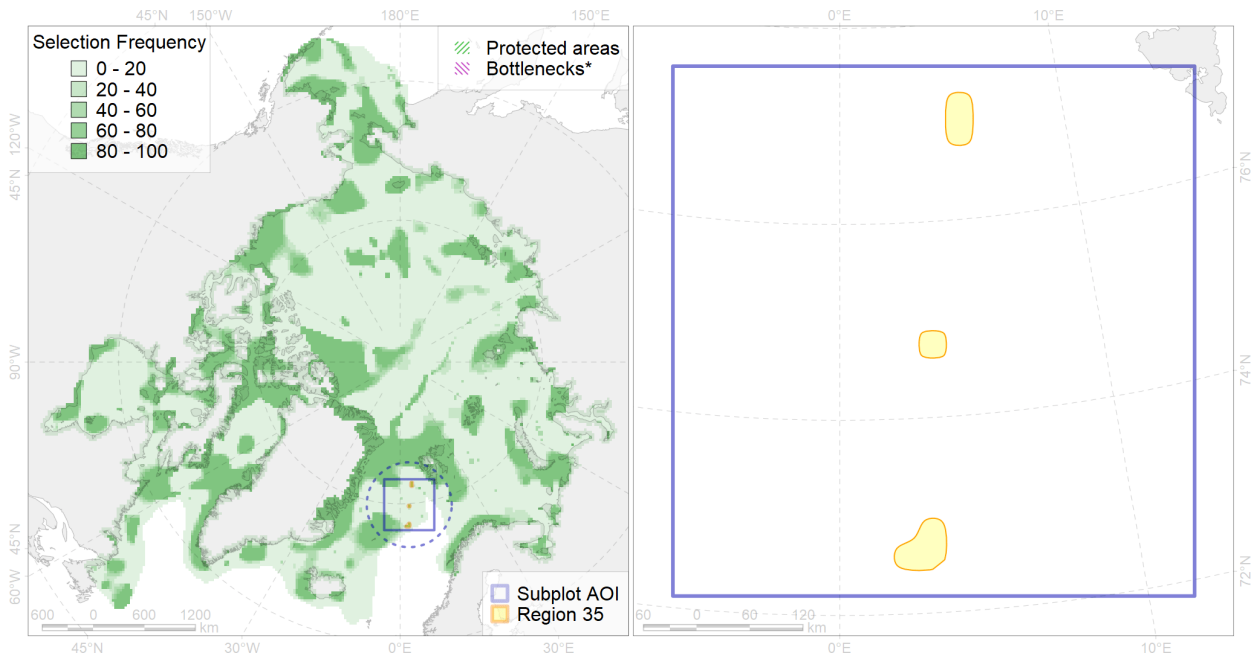 45°N 150°W 180°E 150°E 0°E 10°E
Selection Frequency
0 - 20
20 - 40
40 - 60
60 - 80
80 - 100
Protected areas
Bottlenecks*
120°W
45°N
90°W
45°N
60°W
76°N
74°N
72°N
Subplot AOI
Region 35
600 0 600 1200
km
60 0 60 120
km
45°N 30°W 0°E 30°E 0°E 10°E